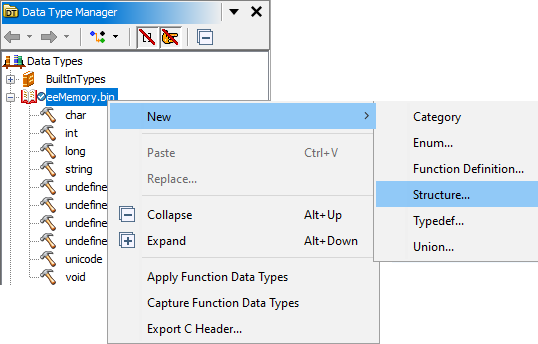 DT Data Type Manager
Data Types
BuiltInTypes
eeMemory.bin
char
int
long
string
undefine
undefine
undefine
undefine
unicode
void
New
Paste Ctrl+V
Replace...
Collapse Alt+Up
Expand Alt+Down
Apply Function Data Types
Capture Function Data Types
Export C Header...
Category
Enum...
Function Definition...
Structure...
Typedef...
Union...